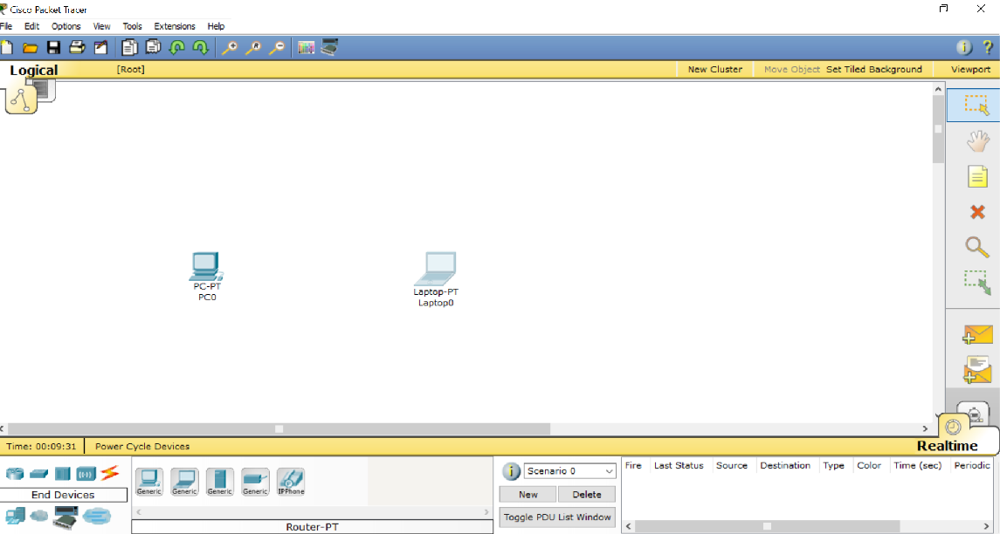 Cisco Packet Tracer
File Edit Options View Tools Extensions Help
Logical [Root] New Cluster Move Object Set Tiled Background Viewport
PC-PT
PC0
Laptop-PT
Laptop0
Time: 00:09:31 Power Cycle Devices
Realtime
Generic Generic Generic Generic IPPhone
End Devices
Router-PT
Scenario 0
New Delete
Toggle PDU List Window
Fire Last Status Source Destination Type Color Time (sec) Periodic